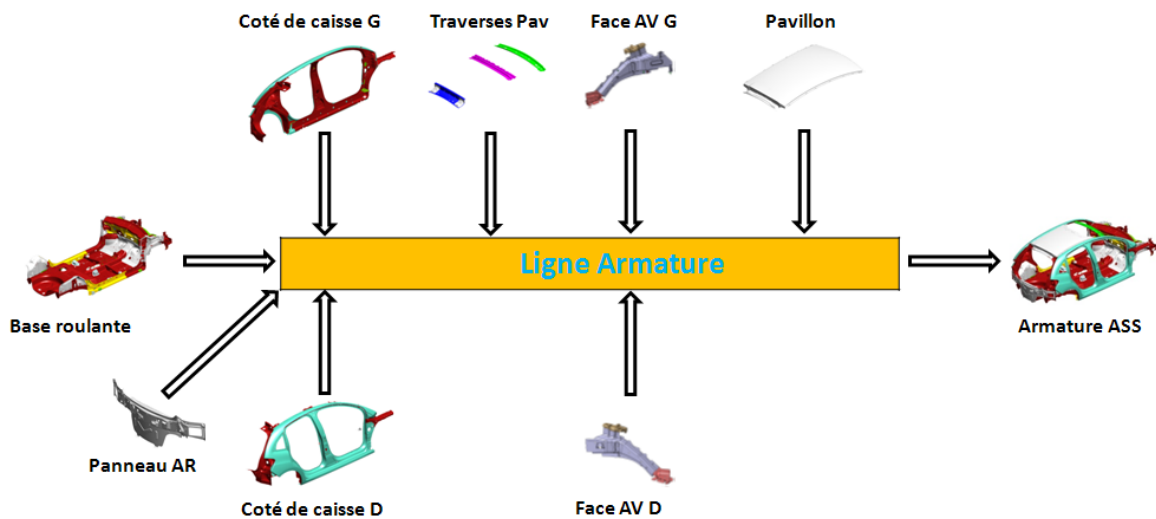 Coté de caisse G
Traverses Pav
Face AV G
Pavillon
Ligne Armature
Base roulante
Armature ASS
Panneau AR
Coté de caisse D
Face AV D